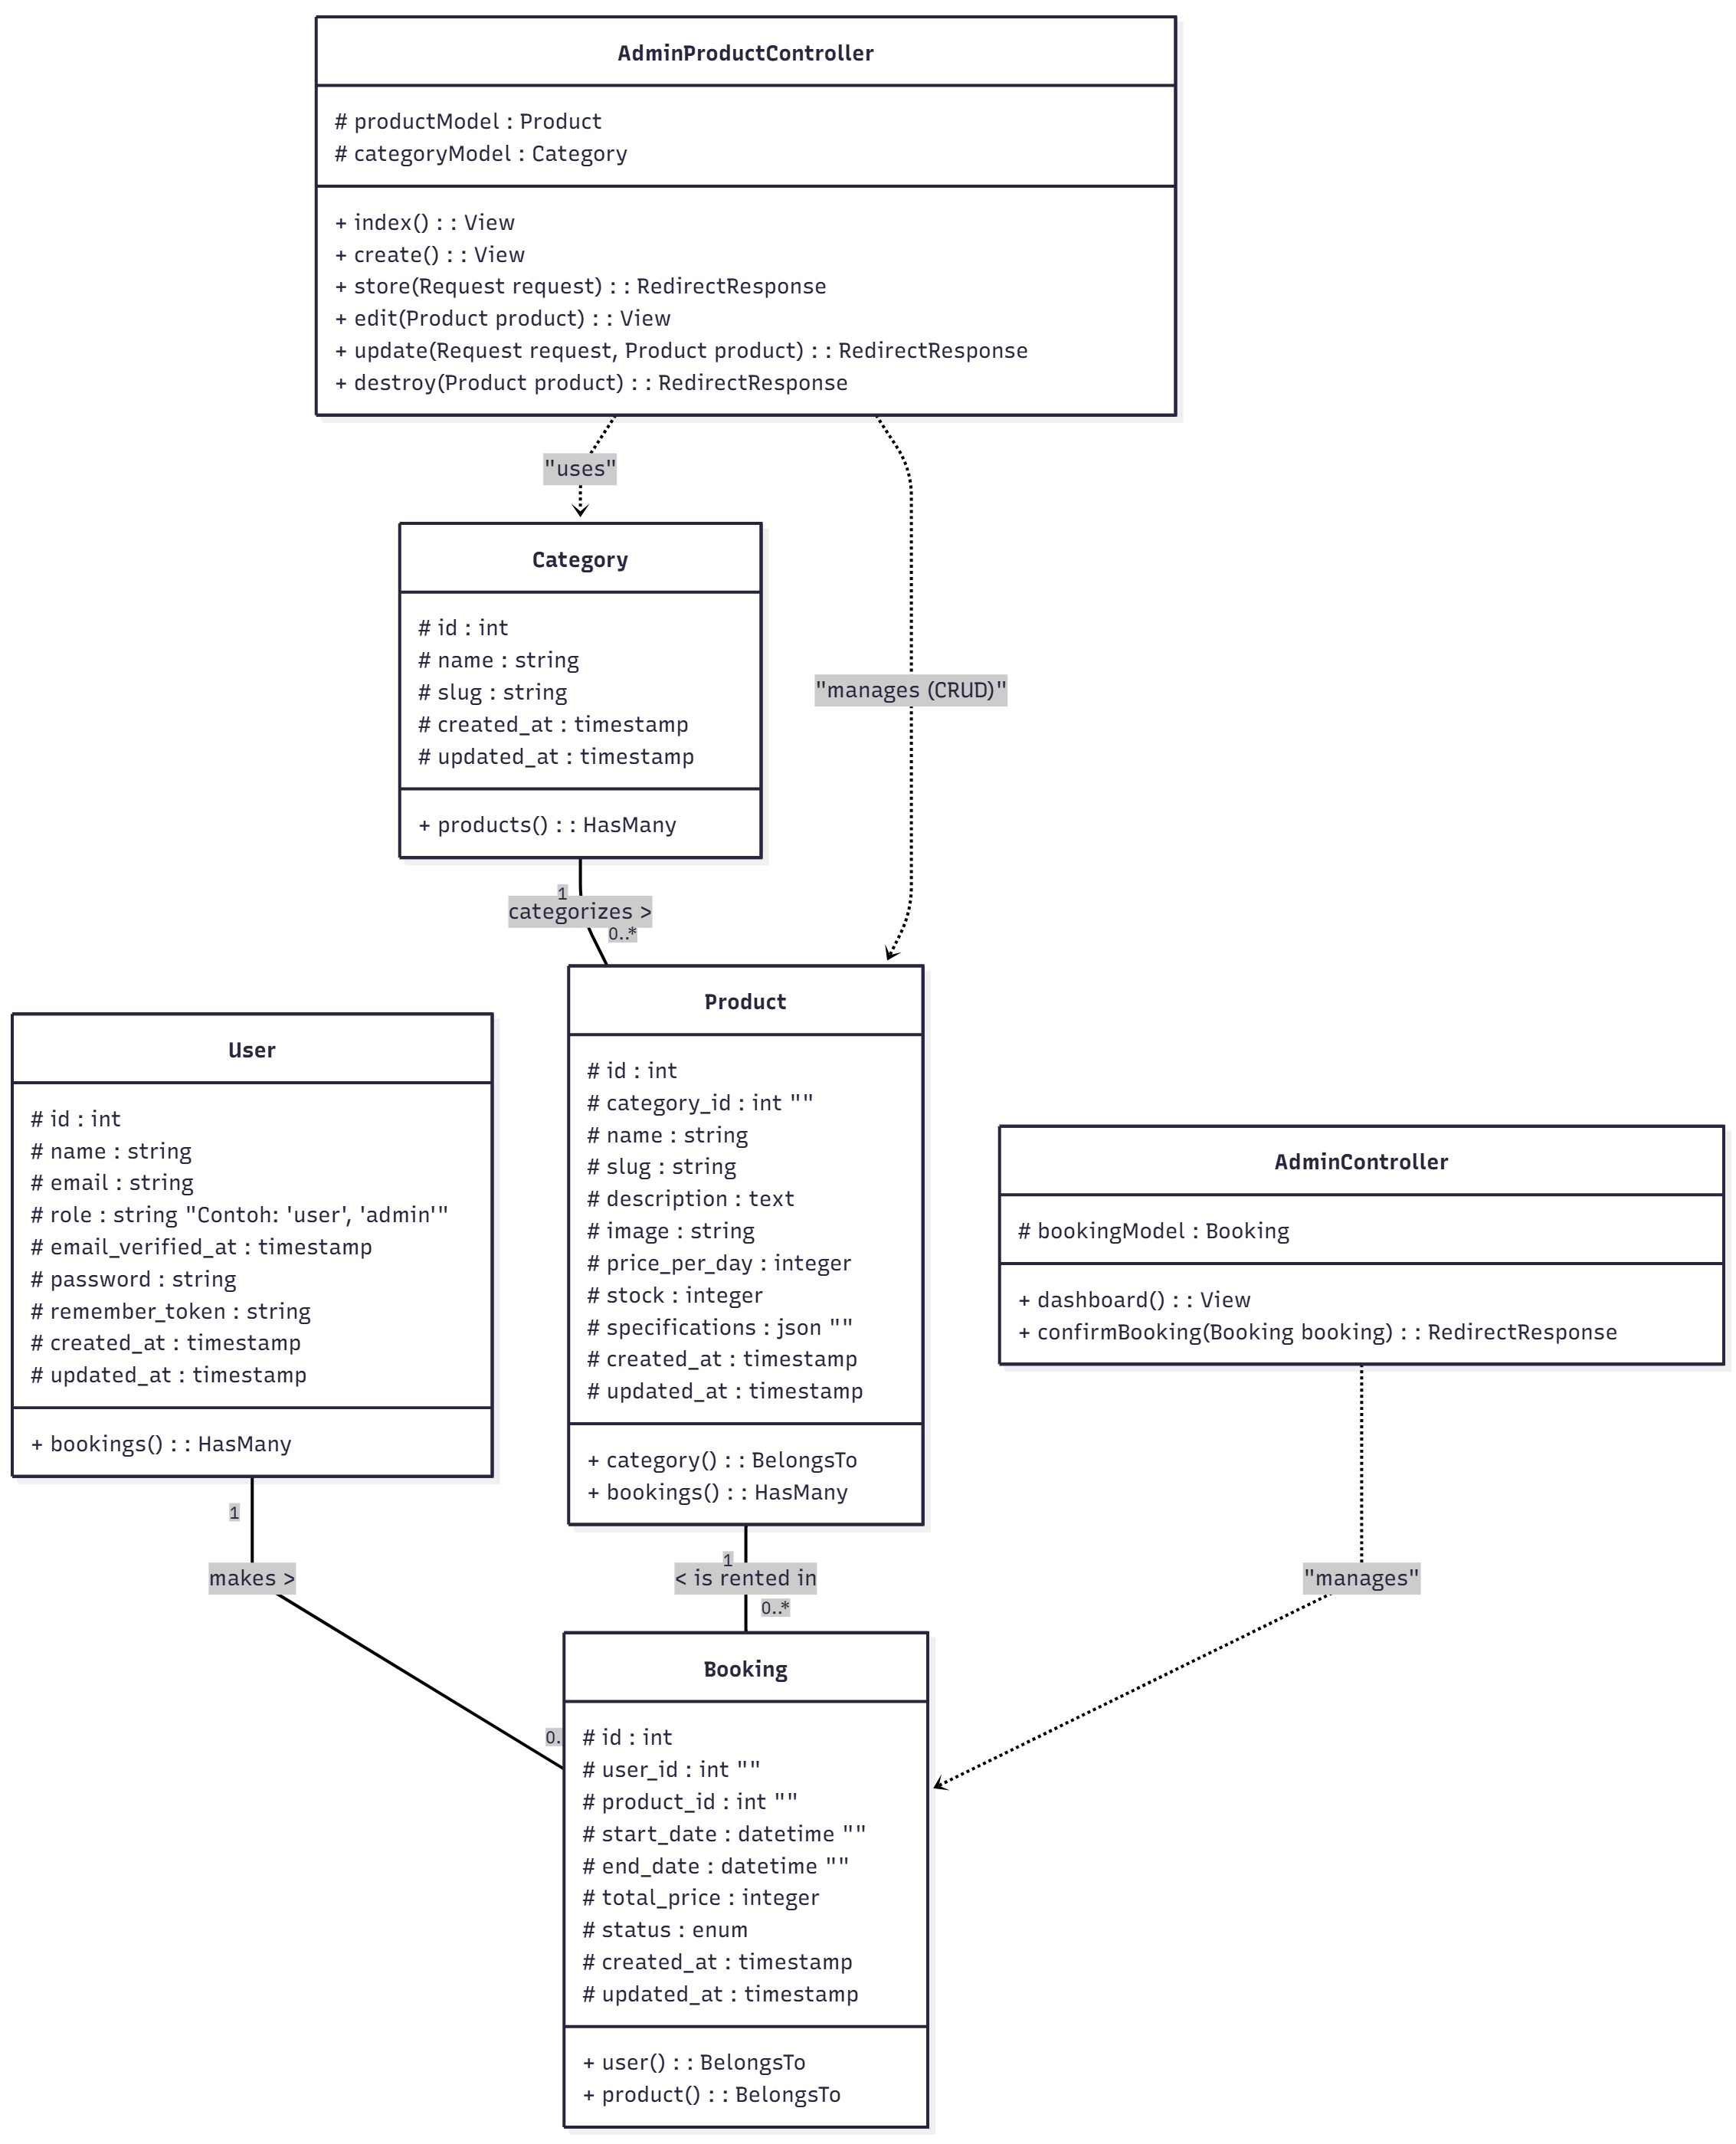 AdminProductController
# productModel : Product
# categoryModel : Category
+ index() : : View
+ create() : : View
+ store(Request request) : : RedirectResponse
+ edit(Product product) : : View
+ update(Request request, Product product) : : RedirectResponse
+ destroy(Product product) : : RedirectResponse
"uses"
"manages (CRUD)"
Category
# id : int
# name : string
# slug : string
# created_at : timestamp
# updated_at : timestamp
+ products() : : HasMany
1
categorizes >
0..*
Product
# id : int
# category_id : int ""
# name : string
# slug : string
# description : text
# image : string
# price_per_day : integer
# stock : integer
# specifications : json ""
# created_at : timestamp
# updated_at : timestamp
+ category() : : BelongsTo
+ bookings() : : HasMany
User
# id : int
# name : string
# email : string
# role : string "Contoh: 'user', 'admin'"
# email_verified_at : timestamp
# password : string
# remember_token : string
# created_at : timestamp
# updated_at : timestamp
+ bookings() : : HasMany
AdminController
# bookingModel : Booking
+ dashboard() : : View
+ confirmBooking(Booking booking) : : RedirectResponse
1
makes >
0.
1
< is rented in
0..*
"manages"
Booking
# id : int
# user_id : int ""
# product_id : int ""
# start_date : datetime ""
# end_date : datetime ""
# total_price : integer
# status : enum
# created_at : timestamp
# updated_at : timestamp
+ user() : : BelongsTo
+ product() : : BelongsTo